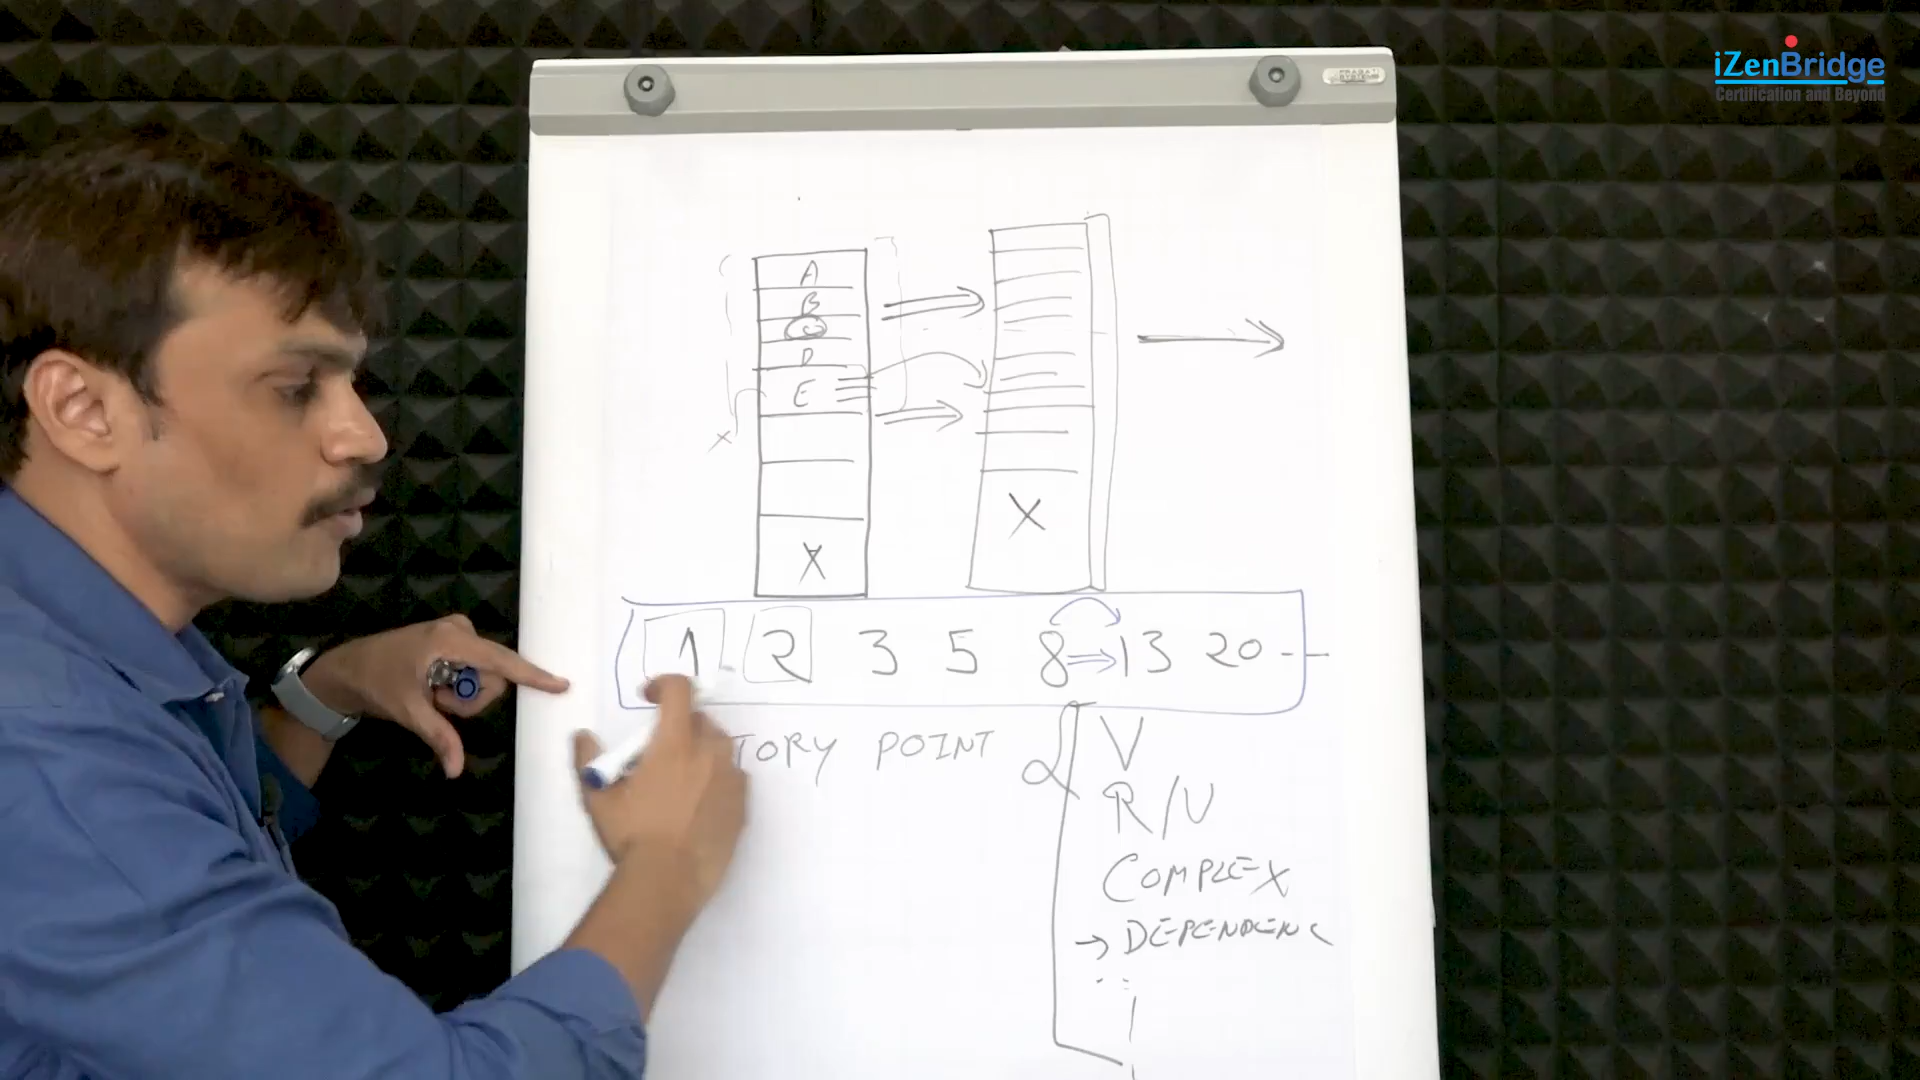 iZenBridge
Certification and Beyond
A
B
D
E
X
X
X
1 2 3 5 8 13 20
TORY POINT
V
R/U
COMPLEX
DEPENDENC